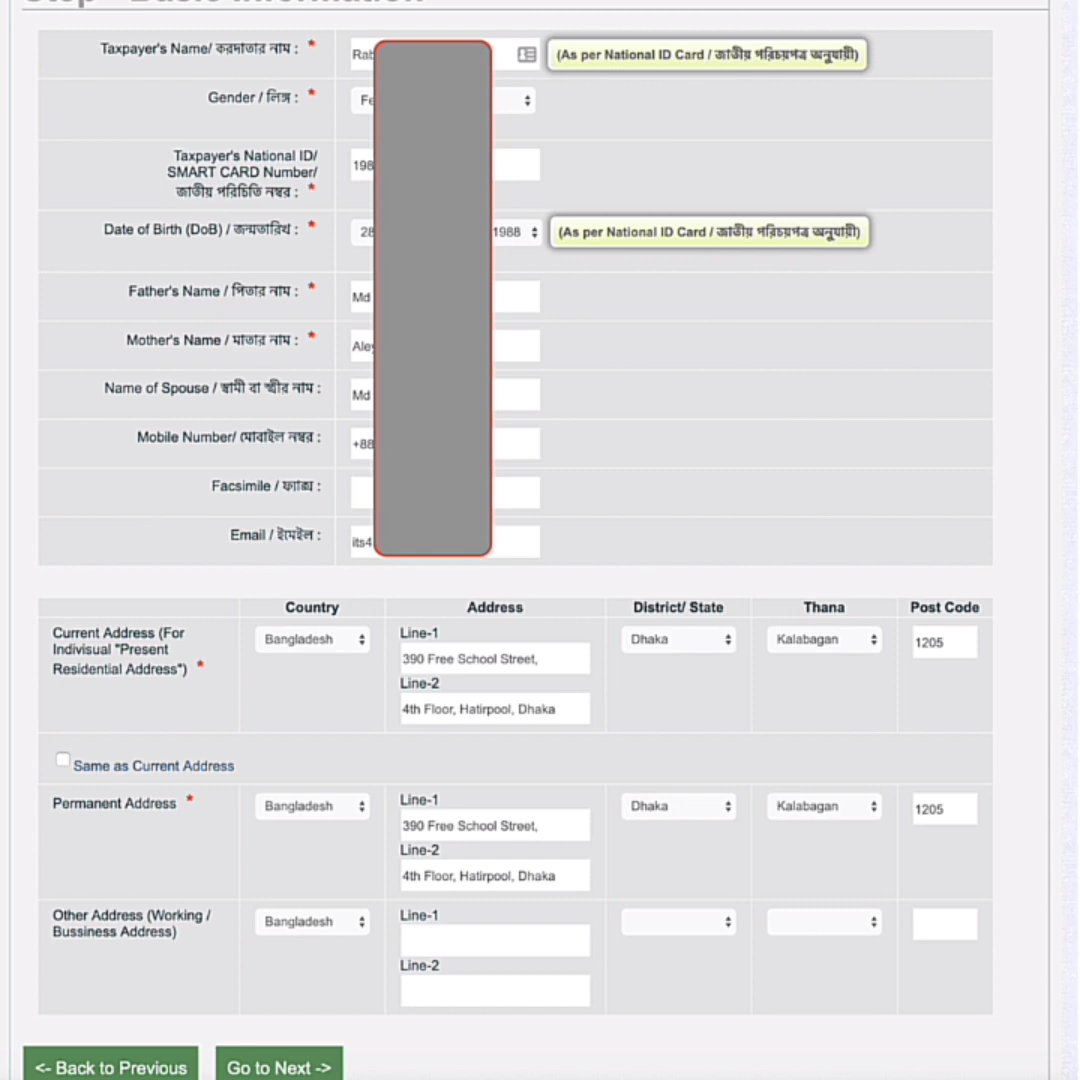 Step - Basic Information
Taxpayer's Name/ করদাতার নাম : *
Rab
(As per National ID Card / জাতীয় পরিচয়পত্র অনুযায়ী)
Gender / লিঙ্গ : *
Fe
Taxpayer's National ID/
SMART CARD Number/
জাতীয় পরিচিতি নম্বর : *
198
Date of Birth (DoB) / জন্মতারিখ : *
28
1988
(As per National ID Card / জাতীয় পরিচয়পত্র অনুযায়ী)
Father's Name / পিতার নাম : *
Md
Mother's Name / মাতার নাম : *
Aley
Name of Spouse / স্বামী বা স্ত্রীর নাম :
Md
Mobile Number/ মোবাইল নম্বর :
+88
Facsimile / ফ্যাক্স :
Email / ইমেইল :
its4
Country Address District/ State Thana Post Code
Current Address (For
Indivisual "Present
Residential Address") *
Bangladesh
Line-1
390 Free School Street,
Line-2
4th Floor, Hatirpool, Dhaka
Dhaka
Kalabagan
1205
Same as Current Address
Permanent Address *
Bangladesh
Line-1
390 Free School Street,
Line-2
4th Floor, Hatirpool, Dhaka
Dhaka
Kalabagan
1205
Other Address (Working /
Bussiness Address)
Bangladesh
Line-1
Line-2
<- Back to Previous
Go to Next ->